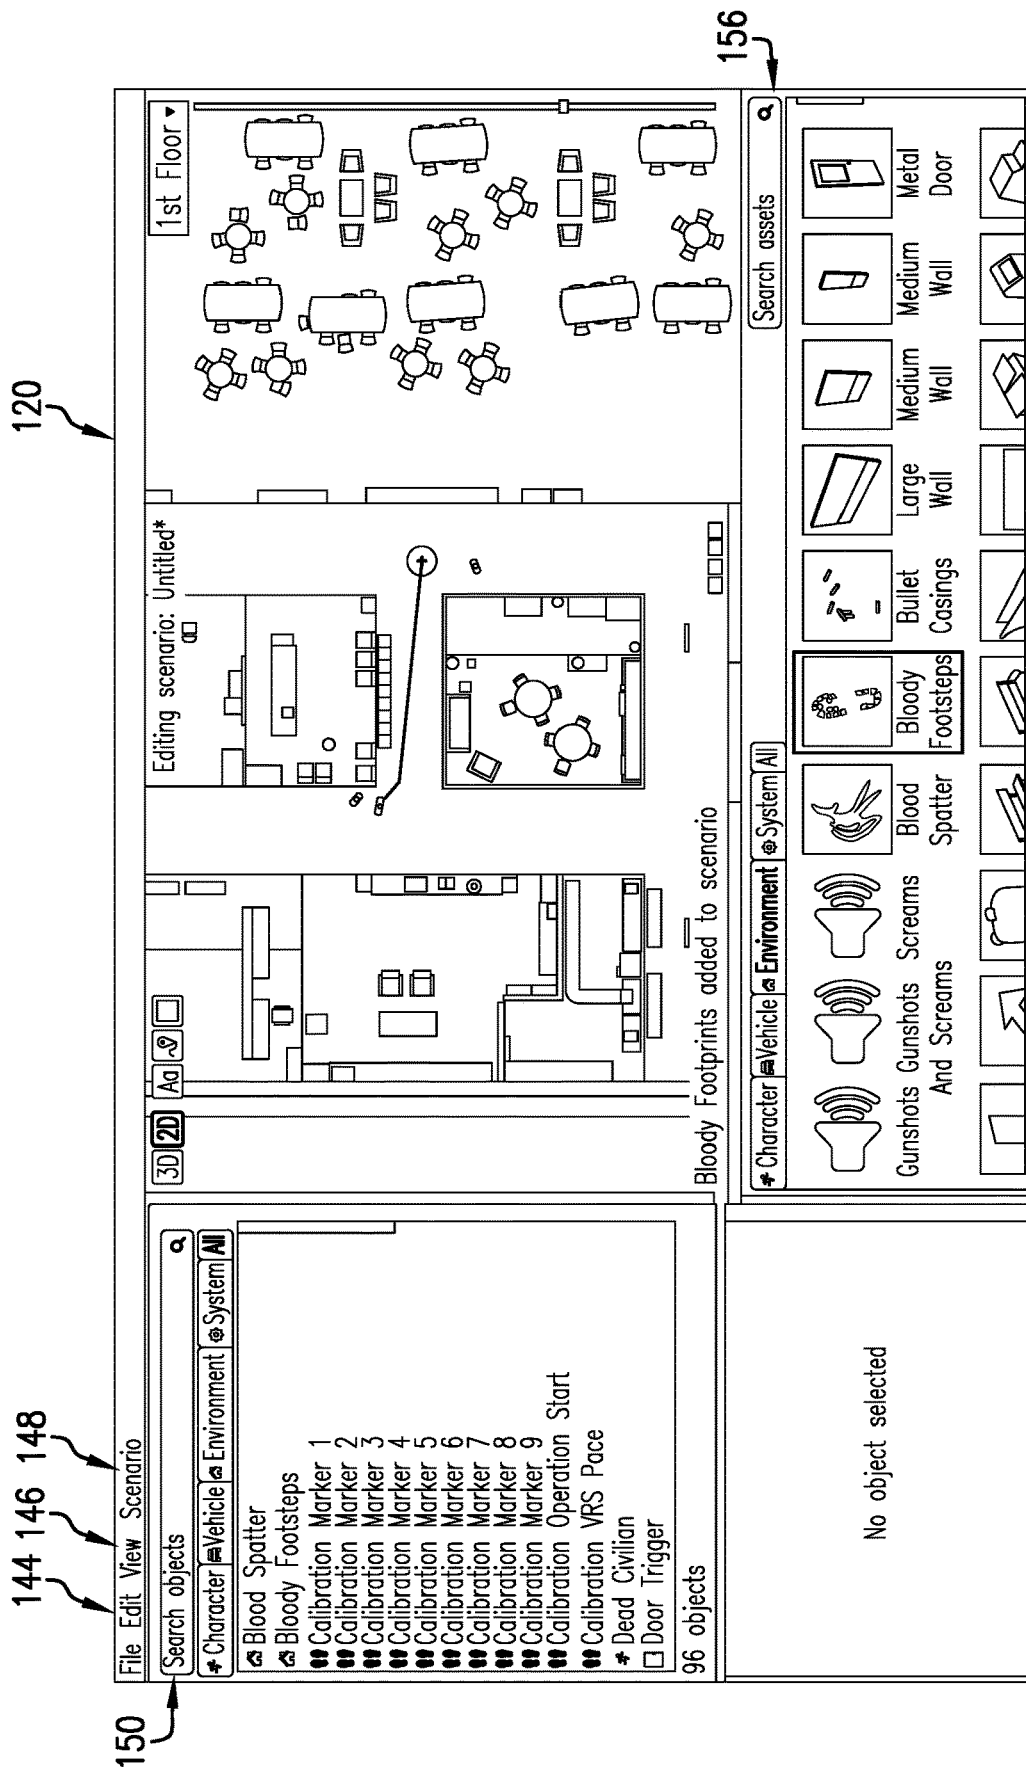 120
144 146 148
150
156
File Edit View Scenario
Search objects
Character Vehicle Environment System All
Blood Spatter
Bloody Footsteps
Calibration Marker 1
Calibration Marker 2
Calibration Marker 3
Calibration Marker 4
Calibration Marker 5
Calibration Marker 6
Calibration Marker 7
Calibration Marker 8
Calibration Marker 9
Calibration Operation Start
Calibration VRS Pace
Dead Civilian
Door Trigger
96 objects
No object selected
3D 2D Aa
Editing scenario: Untitled*
1st Floor
Bloody Footprints added to scenario
Search assets
Character Vehicle Environment System All
Gunshots
Gunshots
And Screams
Screams
Blood
Spatter
Bloody
Footsteps
Bullet
Casings
Large
Wall
Medium
Wall
Medium
Wall
Metal
Door